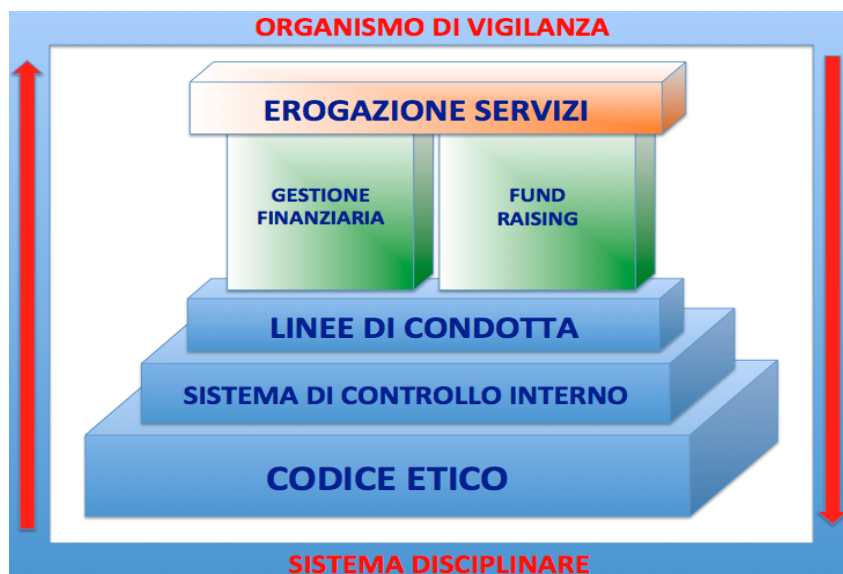 ORGANISMO DI VIGILANZA
EROGAZIONE SERVIZI
GESTIONE
FINANZIARIA
FUND
RAISING
LINEE DI CONDOTTA
SISTEMA DI CONTROLLO INTERNO
CODICE ETICO
SISTEMA DISCIPLINARE